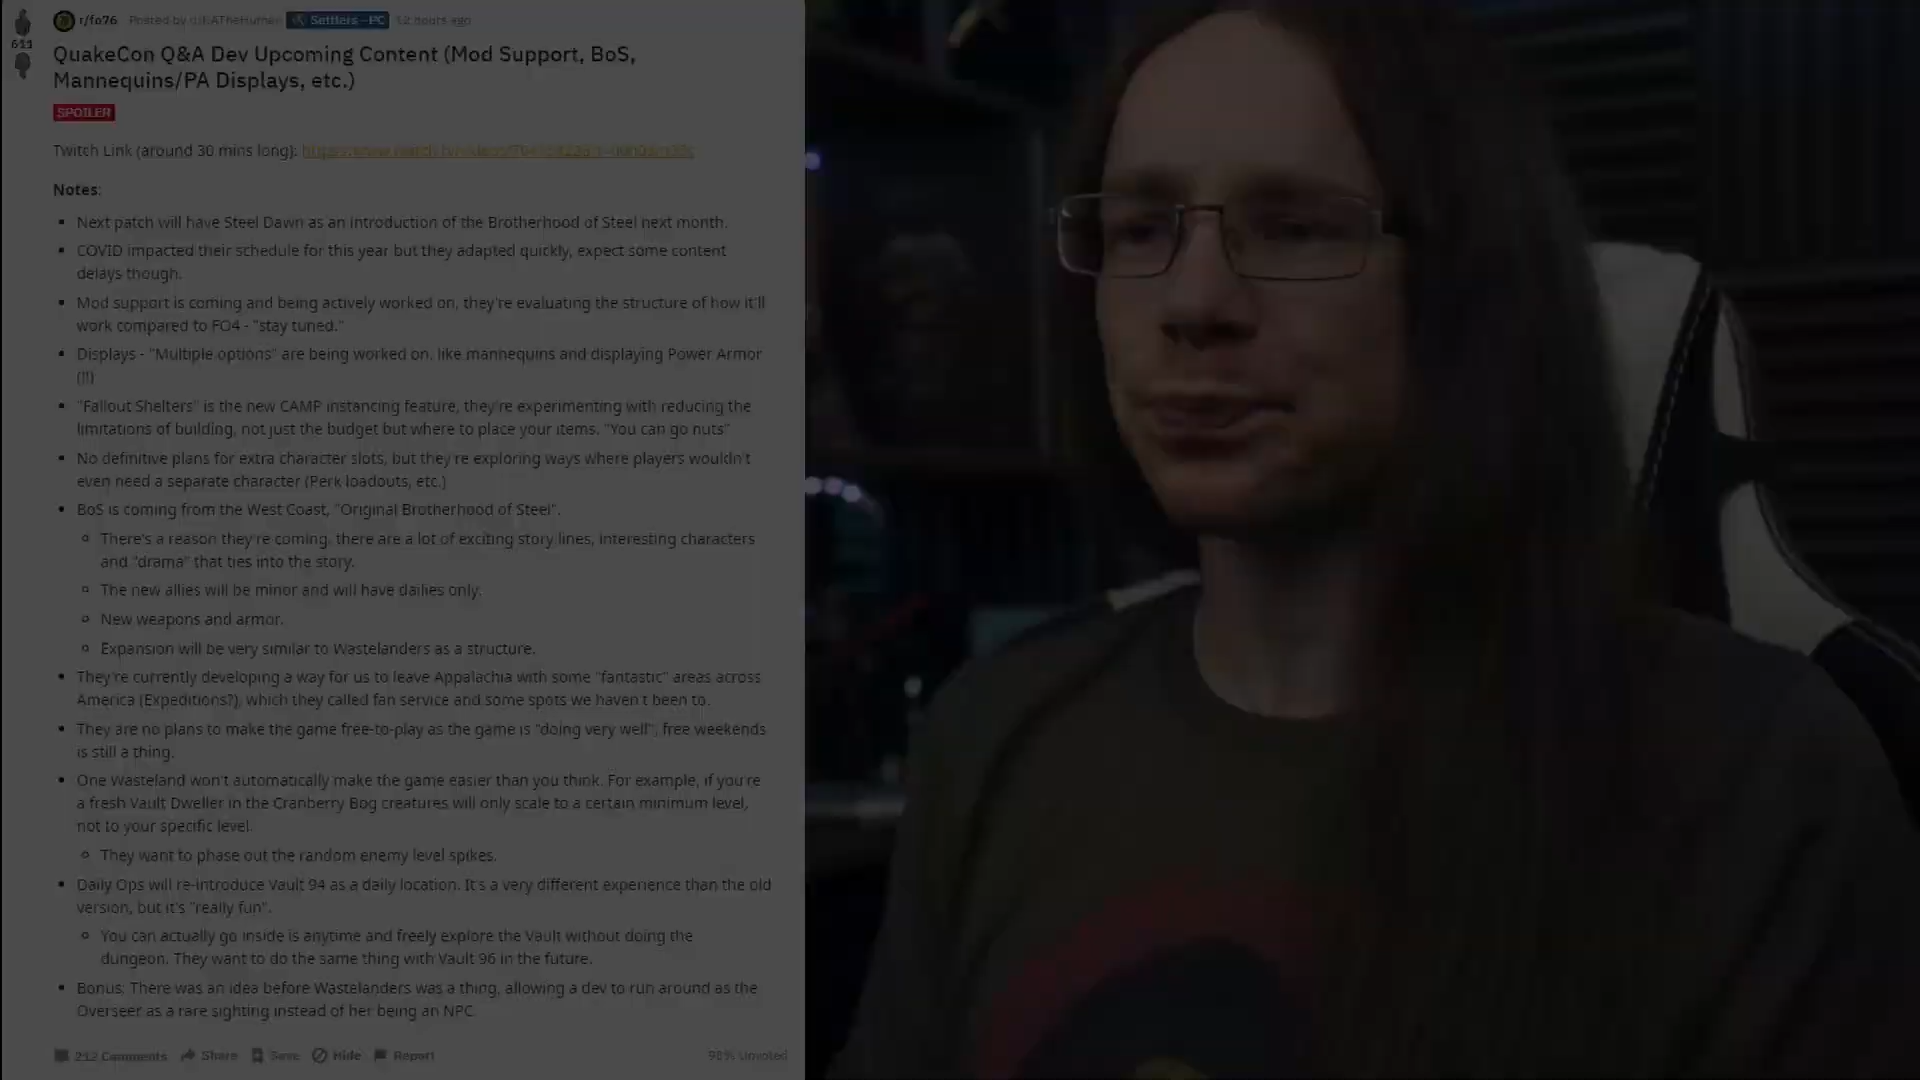 r/fo76 Posted by Settlers - PC 12 hours ago
611
QuakeCon Q&A Dev Upcoming Content (Mod Support, BoS,
Mannequins/PA Displays, etc.)
SPOILER
Twitch Link (around 30 mins long):
Notes:
Next patch will have Steel Dawn as an introduction of the Brotherhood of Steel next month.
COVID impacted their schedule for this year but they adapted quickly, expect some content
delays though.
Mod support is coming and being actively worked on, they're evaluating the structure of how it'll
work compared to FO4 - "stay tuned."
Displays - "Multiple options" are being worked on, like mannequins and displaying Power Armor
(!!)
"Fallout Shelters" is the new CAMP instancing feature, they're experimenting with reducing the
limitations of building, not just the budget but where to place your items. "You can go nuts"
No definitive plans for extra character slots, but they're exploring ways where players wouldn't
even need a separate character (Perk loadouts, etc.)
BoS is coming from the West Coast, "Original Brotherhood of Steel".
There's a reason they're coming, there are a lot of exciting story lines, interesting characters
and "drama" that ties into the story.
The new allies will be minor and will have dailies only.
New weapons and armor.
Expansion will be very similar to Wastelanders as a structure.
They're currently developing a way for us to leave Appalachia with some "fantastic" areas across
America (Expeditions?), which they called fan service and some spots we haven't been to.
They are no plans to make the game free-to-play as the game is "doing very well", free weekends
is still a thing.
One Wasteland won't automatically make the game easier than you think. For example, if you're
a fresh Vault Dweller in the Cranberry Bog creatures will only scale to a certain minimum level,
not to your specific level.
They want to phase out the random enemy level spikes.
Daily Ops will re-introduce Vault 94 as a daily location. It's a very different experience than the old
version, but it's "really fun".
You can actually go inside is anytime and freely explore the Vault without doing the
dungeon. They want to do the same thing with Vault 96 in the future.
Bonus: There was an idea before Wastelanders was a thing, allowing a dev to run around as the
Overseer as a rare sighting instead of her being an NPC.
212 Comments Share Save Hide Report 98% Upvoted